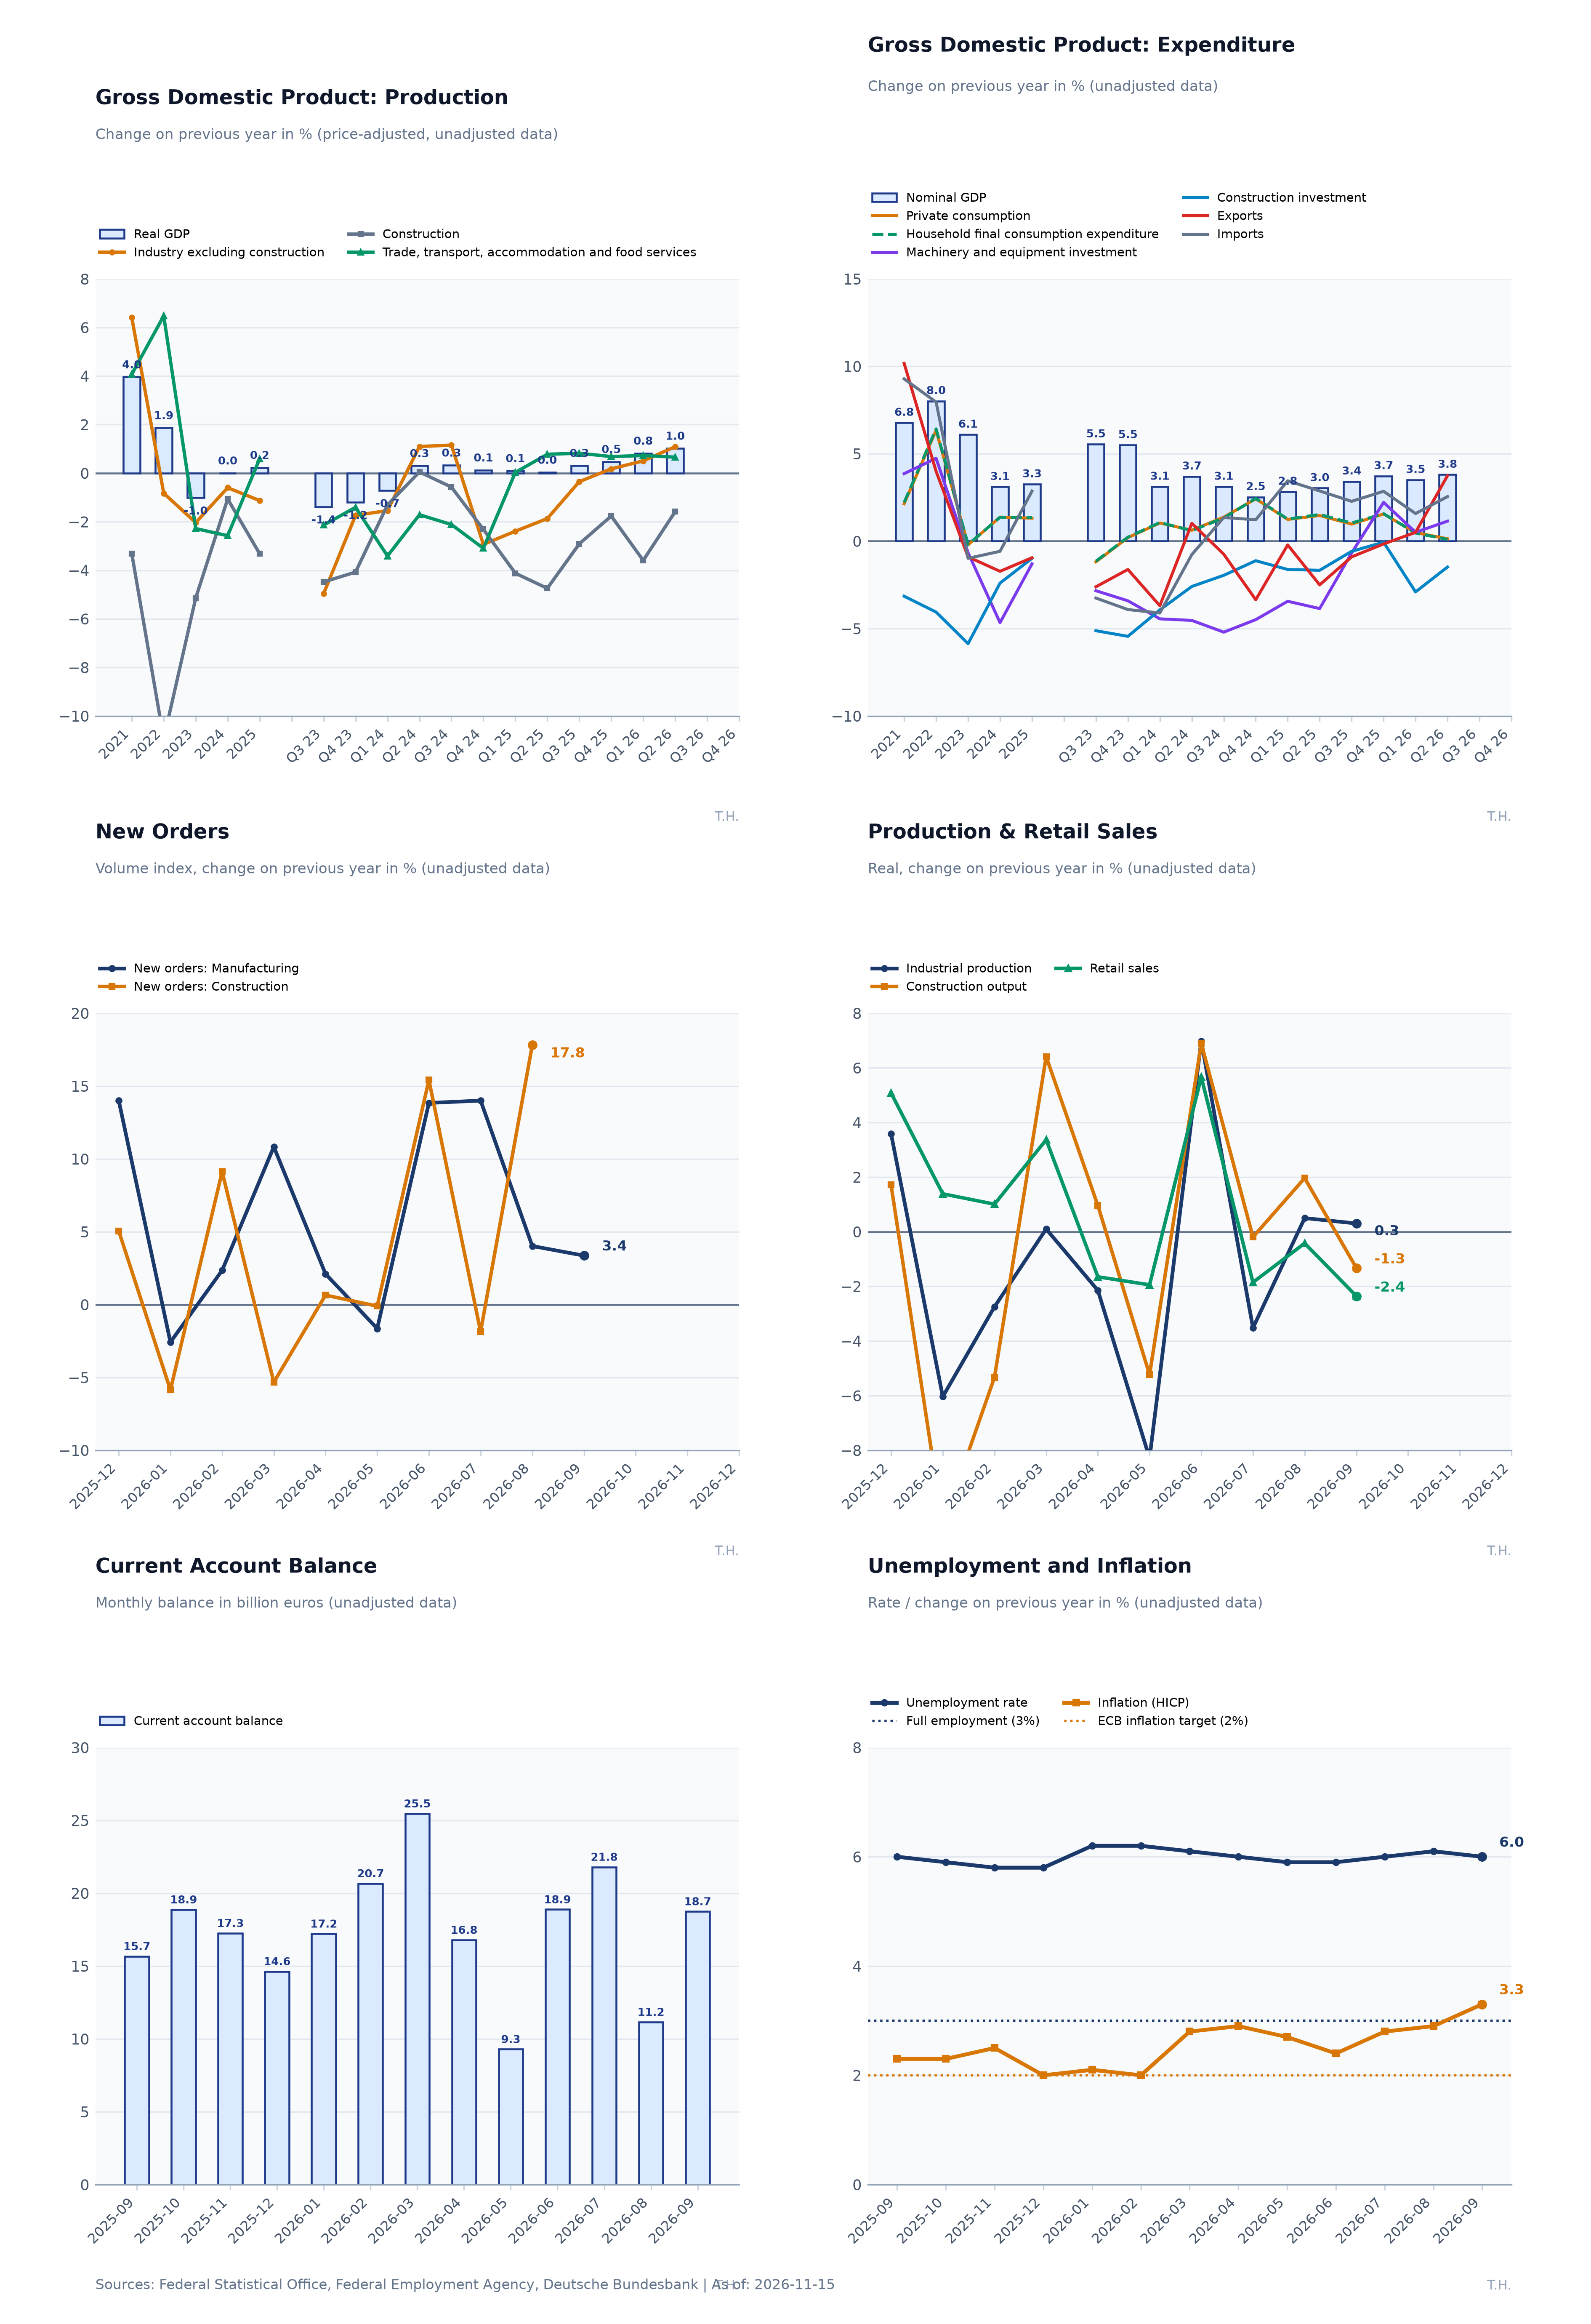 Gross Domestic Product: Production
Change on previous year in % (price-adjusted, unadjusted data)
Real GDP
Industry excluding construction
Construction
Trade, transport, accommodation and food services
8
6
4
2
0
−2
−4
−6
−8
−10
4.0
1.9
-1.0
0.0
0.2
-1.4
-1.2
-0.7
0.3
0.3
0.1
0.1
0.0
0.3
0.5
0.8
1.0
2021
2022
2023
2024
2025
Q3 23
Q4 23
Q1 24
Q2 24
Q3 24
Q4 24
Q1 25
Q2 25
Q3 25
Q4 25
Q1 26
Q2 26
Q3 26
Q4 26
T.H.
Gross Domestic Product: Expenditure
Change on previous year in % (unadjusted data)
Nominal GDP
Private consumption
Household final consumption expenditure
Machinery and equipment investment
Construction investment
Exports
Imports
15
10
5
0
−5
−10
6.8
8.0
6.1
3.1
3.3
5.5
5.5
3.1
3.7
3.1
2.5
2.8
3.0
3.4
3.7
3.5
3.8
2021
2022
2023
2024
2025
Q3 23
Q4 23
Q1 24
Q2 24
Q3 24
Q4 24
Q1 25
Q2 25
Q3 25
Q4 25
Q1 26
Q2 26
Q3 26
Q4 26
T.H.
New Orders
Volume index, change on previous year in % (unadjusted data)
New orders: Manufacturing
New orders: Construction
20
15
10
5
0
−5
−10
17.8
3.4
2025-12
2026-01
2026-02
2026-03
2026-04
2026-05
2026-06
2026-07
2026-08
2026-09
2026-10
2026-11
2026-12
T.H.
Production & Retail Sales
Real, change on previous year in % (unadjusted data)
Industrial production
Construction output
Retail sales
8
6
4
2
0
−2
−4
−6
−8
0.3
-1.3
-2.4
2025-12
2026-01
2026-02
2026-03
2026-04
2026-05
2026-06
2026-07
2026-08
2026-09
2026-10
2026-11
2026-12
T.H.
Current Account Balance
Monthly balance in billion euros (unadjusted data)
Current account balance
30
25
20
15
10
5
0
15.7
18.9
17.3
14.6
17.2
20.7
25.5
16.8
9.3
18.9
21.8
11.2
18.7
2025-09
2025-10
2025-11
2025-12
2026-01
2026-02
2026-03
2026-04
2026-05
2026-06
2026-07
2026-08
2026-09
T.H.
Unemployment and Inflation
Rate / change on previous year in % (unadjusted data)
Unemployment rate
Full employment (3%)
Inflation (HICP)
ECB inflation target (2%)
8
6
4
2
0
6.0
3.3
2025-09
2025-10
2025-11
2025-12
2026-01
2026-02
2026-03
2026-04
2026-05
2026-06
2026-07
2026-08
2026-09
T.H.
Sources: Federal Statistical Office, Federal Employment Agency, Deutsche Bundesbank | As of: 2026-11-15